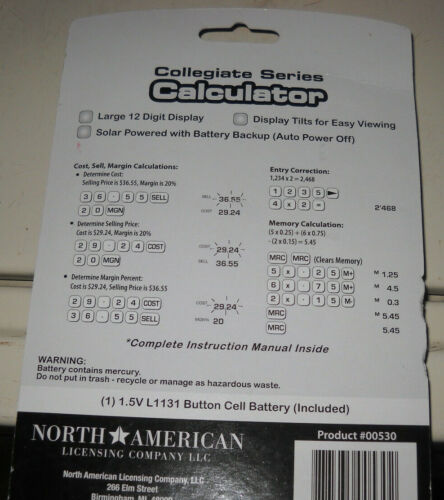 Collegiate Series
Calculator
Large 12 Digit Display
Display Tilts for Easy Viewing
Solar Powered with Battery Backup (Auto Power Off)
Cost, Sell, Margin Calculations:
• Determine Cost:
Selling Price is $36.55, Margin is 20%
3 6 · 5 5 SELL
SELL 36.55
2 0 MGN
COST 29.24
• Determine Selling Price:
Cost is $29.24, Margin is 20%
2 9 · 2 4 COST
COST 29.24
2 0 MGN
SELL 36.55
• Determine Margin Percent:
Cost is $29.24, Selling Price is $36.55
2 9 · 2 4 COST
COST 29.24
3 6 · 5 5 SELL
MGN% 20
Entry Correction:
1,234 x 2 = 2,468
1 2 3 5 ►
4 x 2 =
2'468
Memory Calculation:
(5 x 0.25) + (6 x 0.75)
- (2 x 0.15) = 5.45
MRC MRC (Clears Memory)
5 x · 2 5 M+
M 1.25
6 x · 7 5 M+
M 4.5
2 x · 1 5 M-
M 0.3
MRC
M 5.45
MRC
5.45
*Complete Instruction Manual Inside
WARNING:
Battery contains mercury.
Do not put in trash - recycle or manage as hazardous waste.
(1) 1.5V L1131 Button Cell Battery (Included)
NORTH★AMERICAN
LICENSING COMPANY LLC
Product #00530
North American Licensing Company, LLC
266 Elm Street
Birmingham, MI 48009